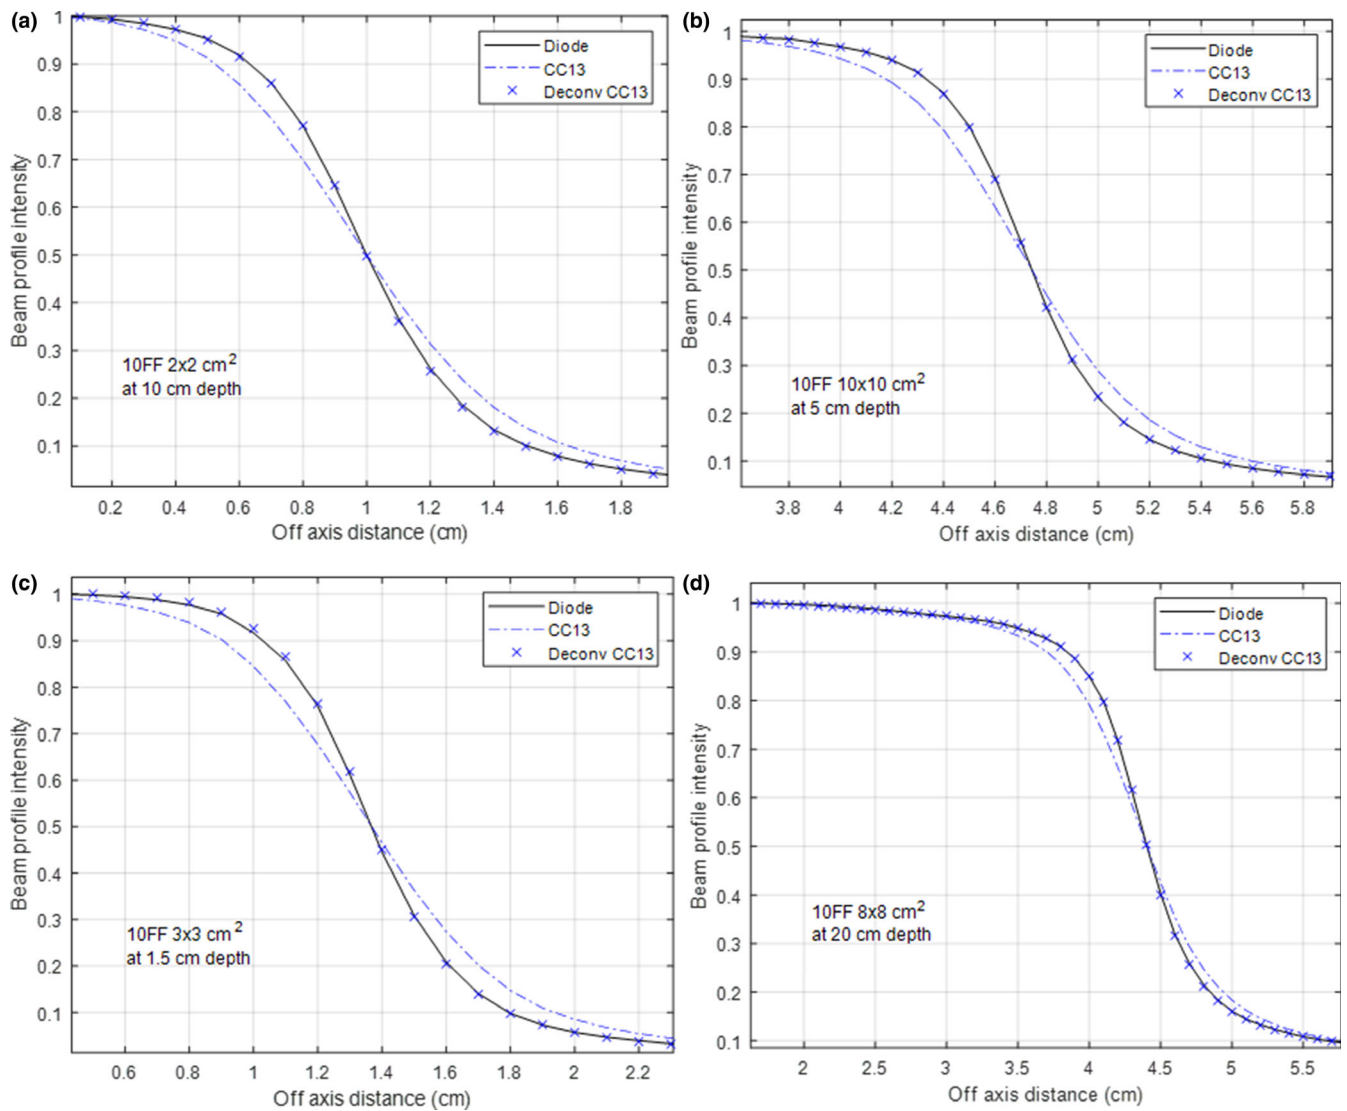 (a)
1
0.9
0.8
0.7
0.6
0.5
0.4
0.3
0.2
0.1
Beam profile intensity
Diode
CC13
Deconv CC13
10FF 2x2 cm²
at 10 cm depth
0.2 0.4 0.6 0.8 1 1.2 1.4 1.6 1.8
Off axis distance (cm)
(b)
1
0.9
0.8
0.7
0.6
0.5
0.4
0.3
0.2
0.1
Beam profile intensity
Diode
CC13
Deconv CC13
10FF 10x10 cm²
at 5 cm depth
3.8 4 4.2 4.4 4.6 4.8 5 5.2 5.4 5.6 5.8
Off axis distance (cm)
(c)
1
0.9
0.8
0.7
0.6
0.5
0.4
0.3
0.2
0.1
Beam profile intensity
Diode
CC13
Deconv CC13
10FF 3x3 cm²
at 1.5 cm depth
0.6 0.8 1 1.2 1.4 1.6 1.8 2 2.2
Off axis distance (cm)
(d)
1
0.9
0.8
0.7
0.6
0.5
0.4
0.3
0.2
0.1
Beam profile intensity
Diode
CC13
Deconv CC13
10FF 8x8 cm²
at 20 cm depth
2 2.5 3 3.5 4 4.5 5 5.5
Off axis distance (cm)